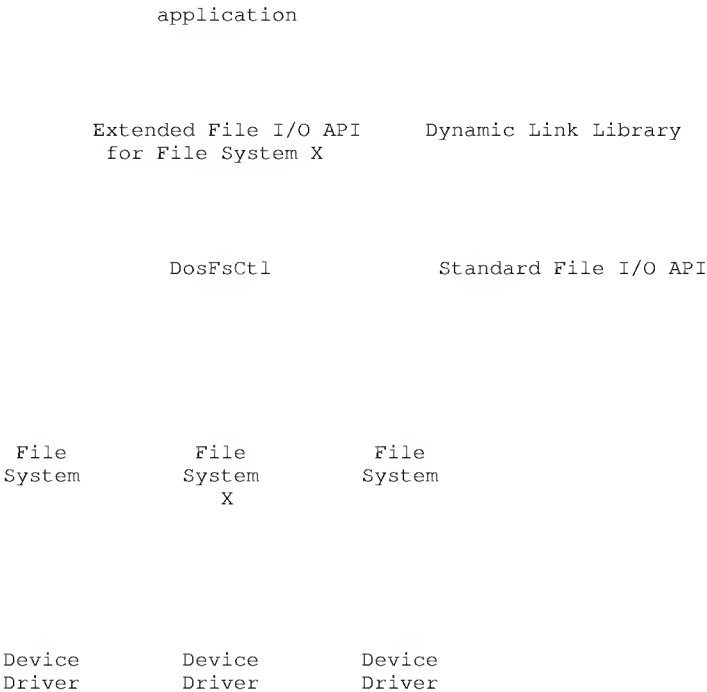 application
Extended File I/O API Dynamic Link Library
for File System X
DosFsCtl Standard File I/O API
File File File
System System System
X
Device Device Device
Driver Driver Driver